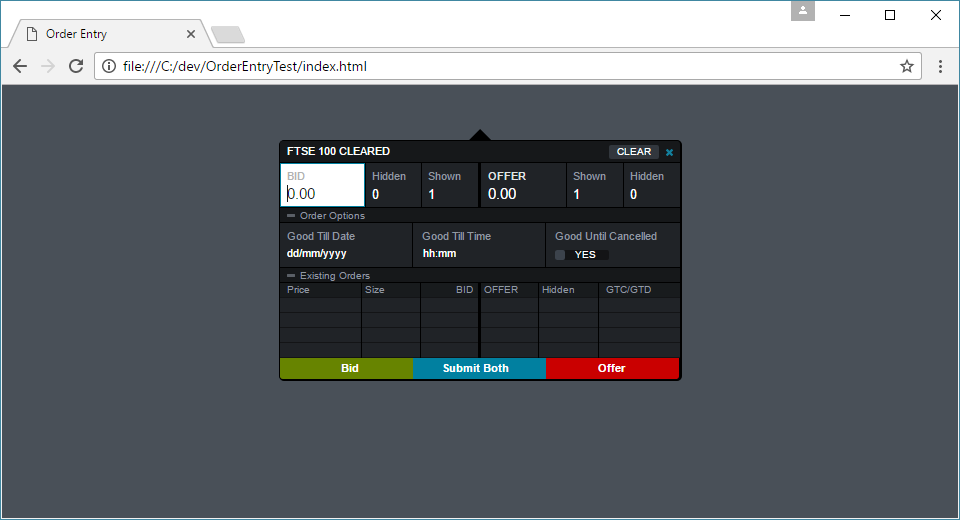 Order Entry
file:///C:/dev/OrderEntryTest/index.html
FTSE 100 CLEARED CLEAR
BID Hidden Shown OFFER Shown Hidden
0.00 0 1 0.00 1 0
Order Options
Good Till Date Good Till Time Good Until Cancelled
dd/mm/yyyy hh:mm YES
Existing Orders
Price Size BID OFFER Hidden GTC/GTD
Bid Submit Both Offer